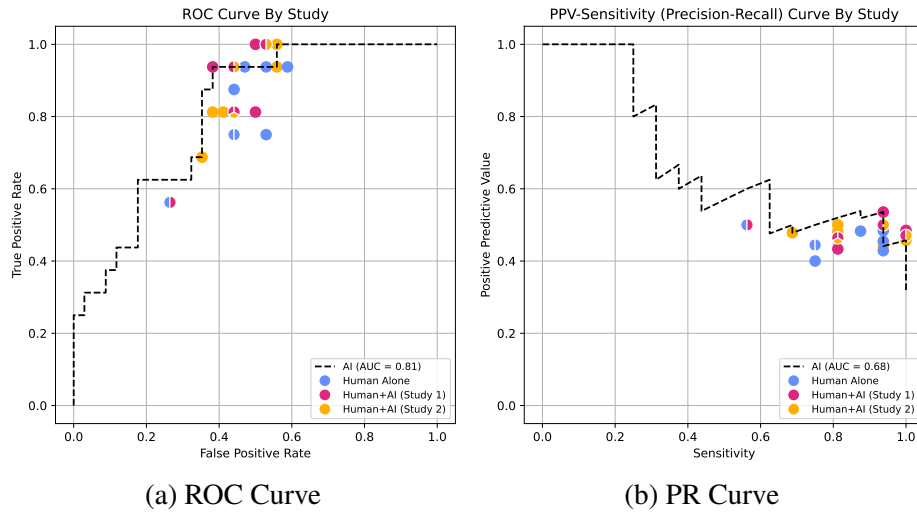 ROC Curve By Study
True Positive Rate
1.0
0.8
0.6
0.4
0.2
0.0
0.0 0.2 0.4 0.6 0.8 1.0
False Positive Rate
AI (AUC = 0.81)
Human Alone
Human+AI (Study 1)
Human+AI (Study 2)
(a) ROC Curve
PPV-Sensitivity (Precision-Recall) Curve By Study
Positive Predictive Value
1.0
0.8
0.6
0.4
0.2
0.0
0.0 0.2 0.4 0.6 0.8 1.0
Sensitivity
AI (AUC = 0.68)
Human Alone
Human+AI (Study 1)
Human+AI (Study 2)
(b) PR Curve